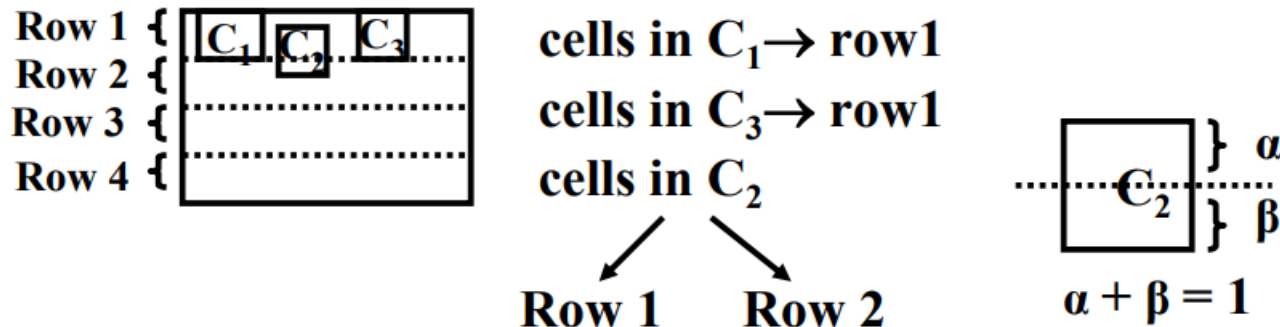 Row 1
Row 2
Row 3
Row 4
C₁
C₂
C₃
cells in C₁→ row1
cells in C₃→ row1
cells in C₂
Row 1 Row 2
C₂
α
β
α + β = 1